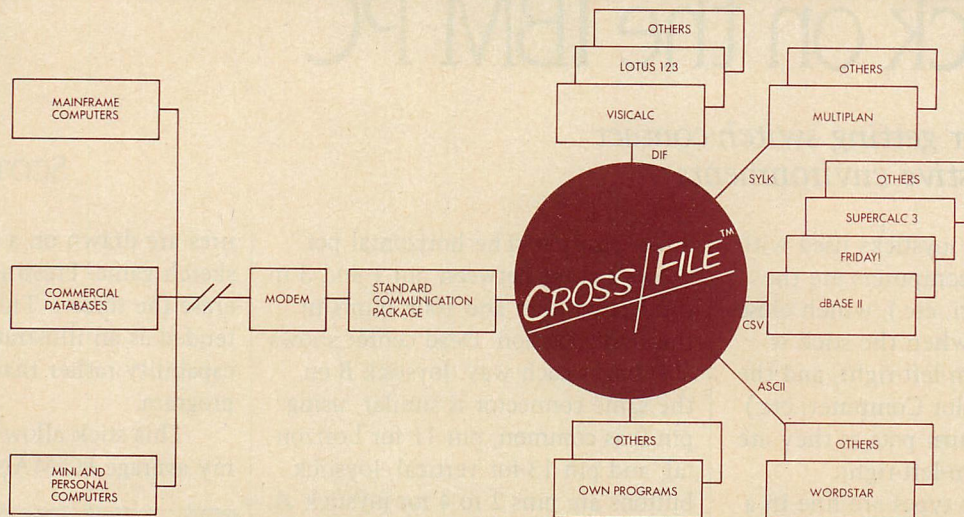 MAINFRAME
COMPUTERS
COMMERCIAL
DATABASES
MINI AND
PERSONAL
COMPUTERS
MODEM
STANDARD
COMMUNICATION
PACKAGE
CROSS/FILE™
DIF
SYLK
CSV
ASCII
OTHERS
LOTUS 123
VISICALC
OTHERS
MULTIPLAN
OTHERS
SUPERCALC 3
FRIDAY!
dBASE II
OTHERS
WORDSTAR
OTHERS
OWN PROGRAMS